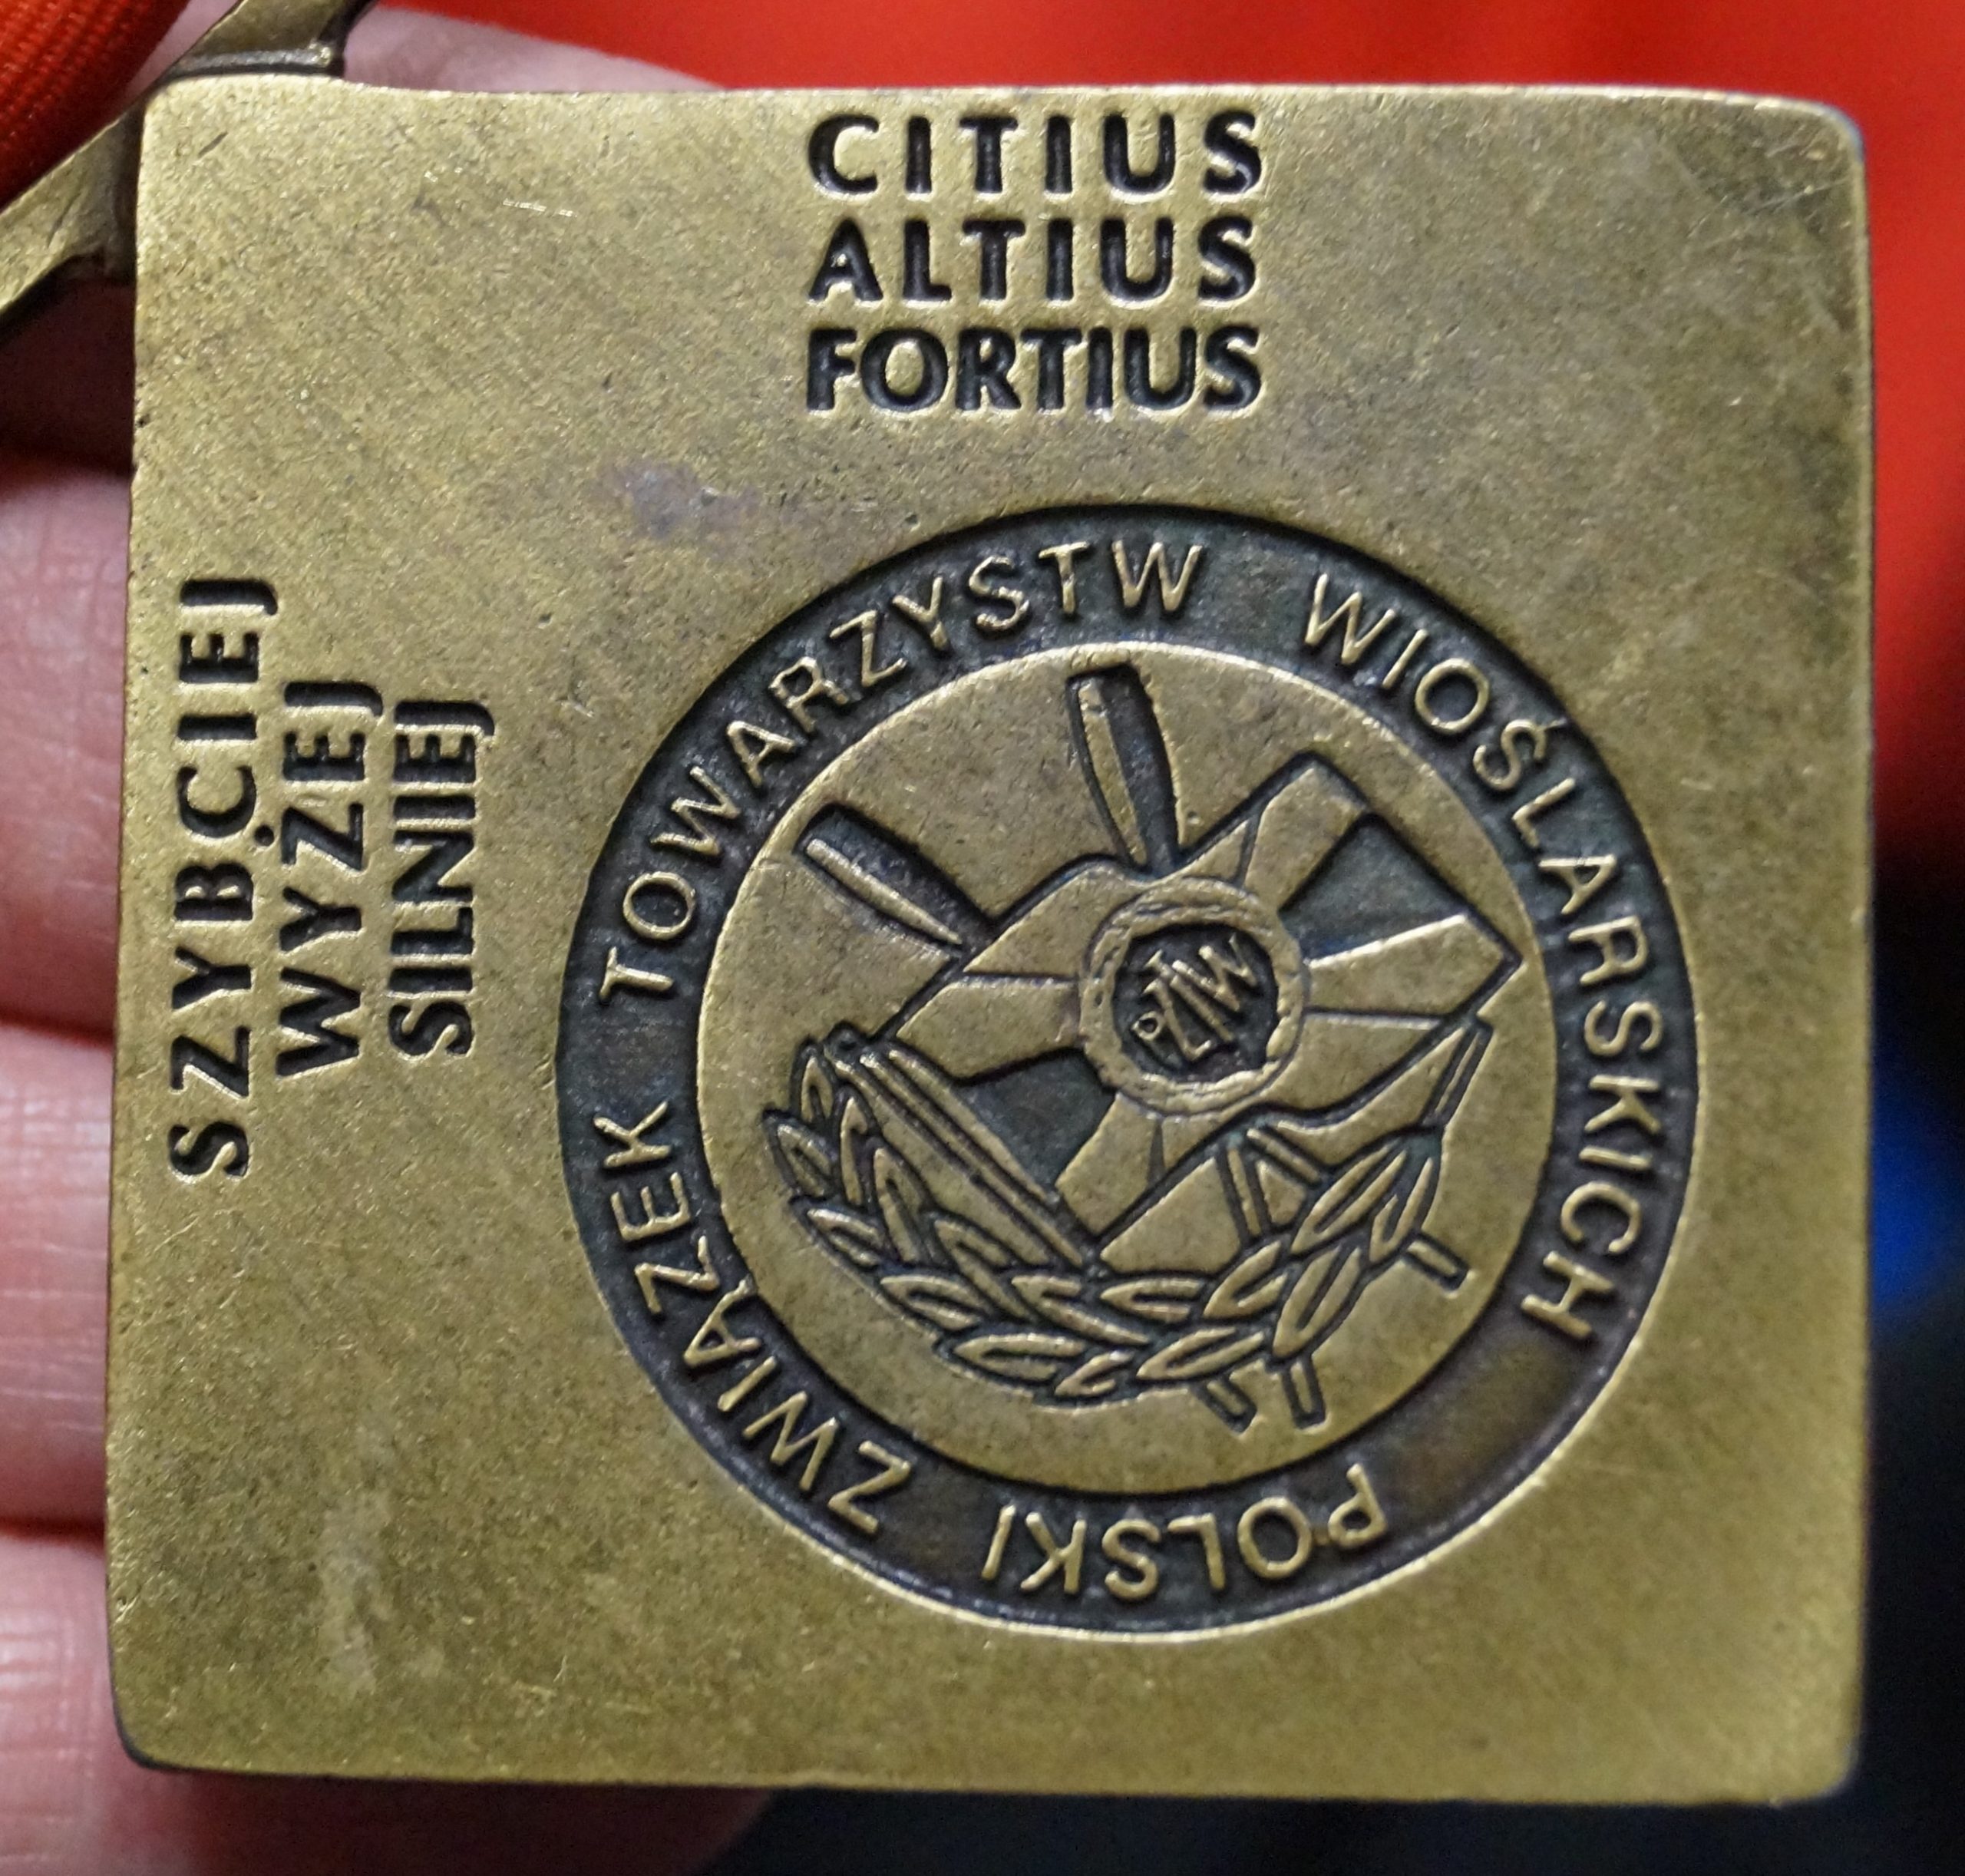 CITIUS
ALTIUS
FORTIUS
SZYBCIEJ
WYŻEJ
SILNIEJ
POLSKI ZWIĄZEK TOWARZYSTW WIOŚLARSKICH
PZTW